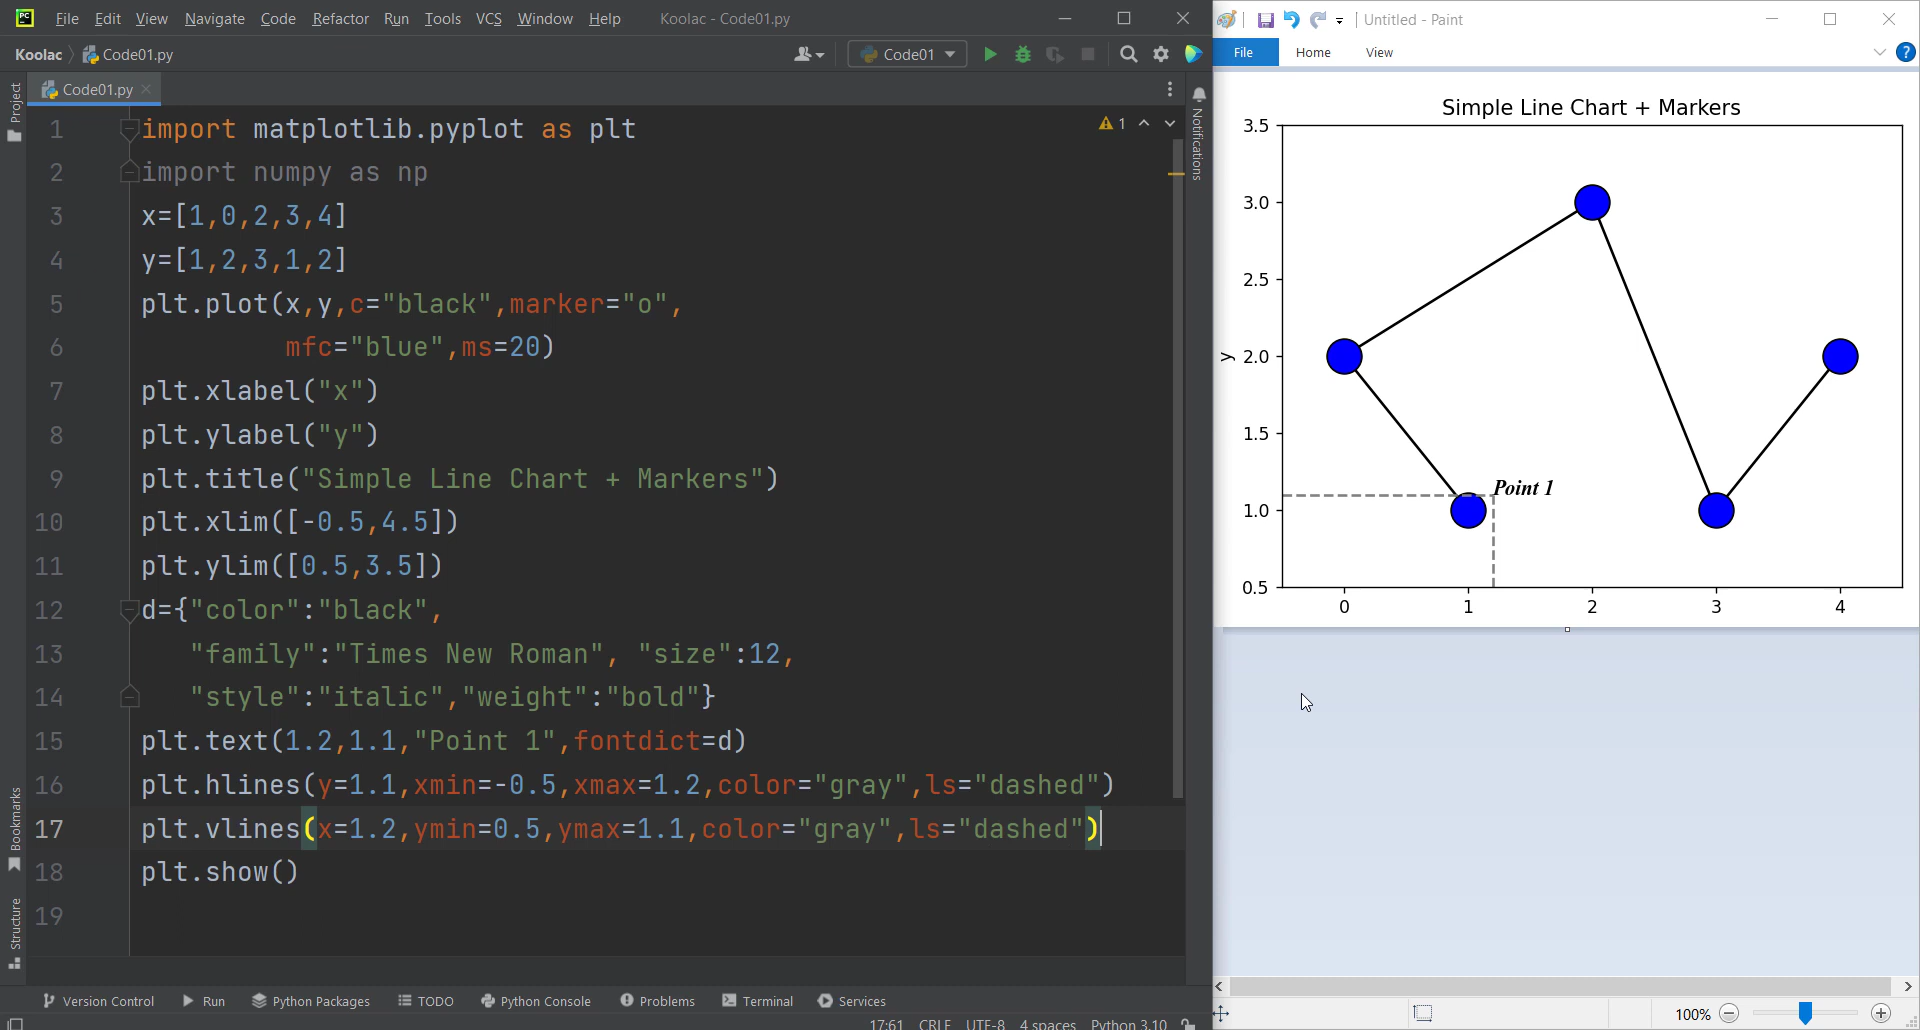 File Edit View Navigate Code Refactor Run Tools VCS Window Help Koolac - Code01.py
Koolac Code01.py Code01
Code01.py
Project
Notifications
Bookmarks
Structure
1 import matplotlib.pyplot as plt
2 import numpy as np
3 x=[1,0,2,3,4]
4 y=[1,2,3,1,2]
5 plt.plot(x,y,c="black",marker="o",
6 mfc="blue",ms=20)
7 plt.xlabel("x")
8 plt.ylabel("y")
9 plt.title("Simple Line Chart + Markers")
10 plt.xlim([-0.5,4.5])
11 plt.ylim([0.5,3.5])
12 d={"color":"black",
13 "family":"Times New Roman", "size":12,
14 "style":"italic","weight":"bold"}
15 plt.text(1.2,1.1,"Point 1",fontdict=d)
16 plt.hlines(y=1.1,xmin=-0.5,xmax=1.2,color="gray",ls="dashed")
17 plt.vlines(x=1.2,ymin=0.5,ymax=1.1,color="gray",ls="dashed")
18 plt.show()
19
1
Version Control Run Python Packages TODO Python Console Problems Terminal Services
17:61 CRLF UTF-8 4 spaces Python 3.10
Untitled - Paint
File Home View
Simple Line Chart + Markers
3.5
3.0
2.5
y 2.0
1.5
Point 1
1.0
0.5
0 1 2 3 4
100%